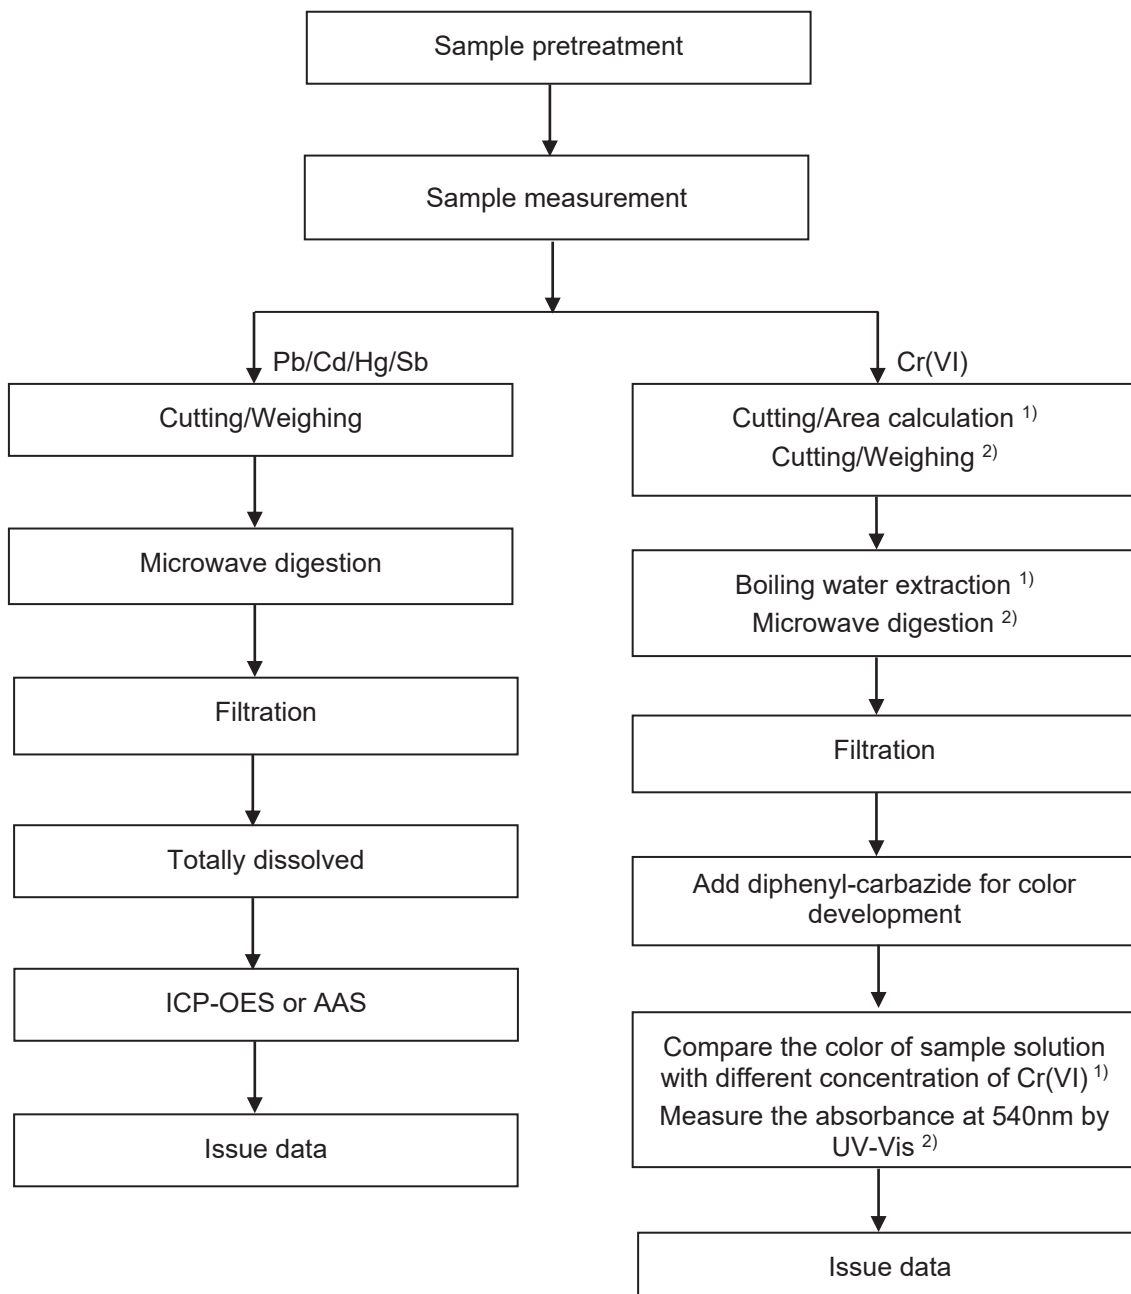 Sample pretreatment
Sample measurement
Pb/Cd/Hg/Sb
Cutting/Weighing
Microwave digestion
Filtration
Totally dissolved
ICP-OES or AAS
Issue data
Cr(VI)
Cutting/Area calculation 1)
Cutting/Weighing 2)
Boiling water extraction 1)
Microwave digestion 2)
Filtration
Add diphenyl-carbazide for color
development
Compare the color of sample solution
with different concentration of Cr(VI) 1)
Measure the absorbance at 540nm by
UV-Vis 2)
Issue data